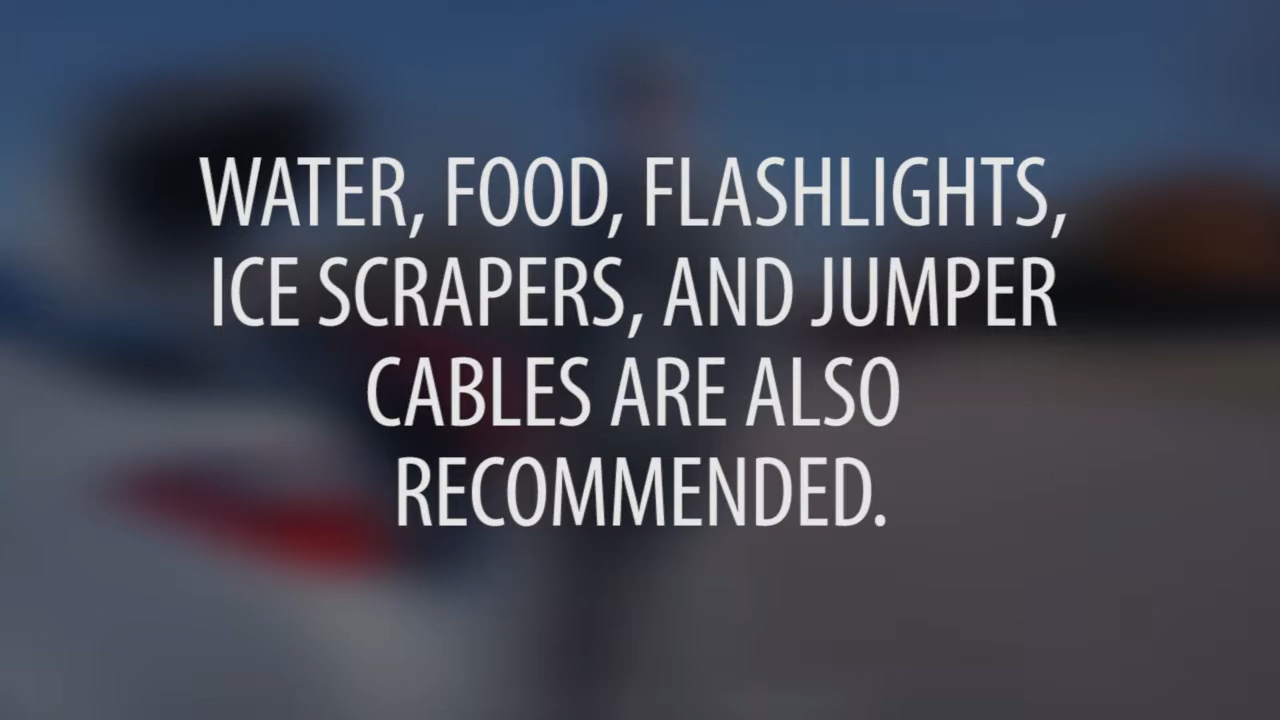 WATER, FOOD, FLASHLIGHTS,
ICE SCRAPERS, AND JUMPER
CABLES ARE ALSO
RECOMMENDED.